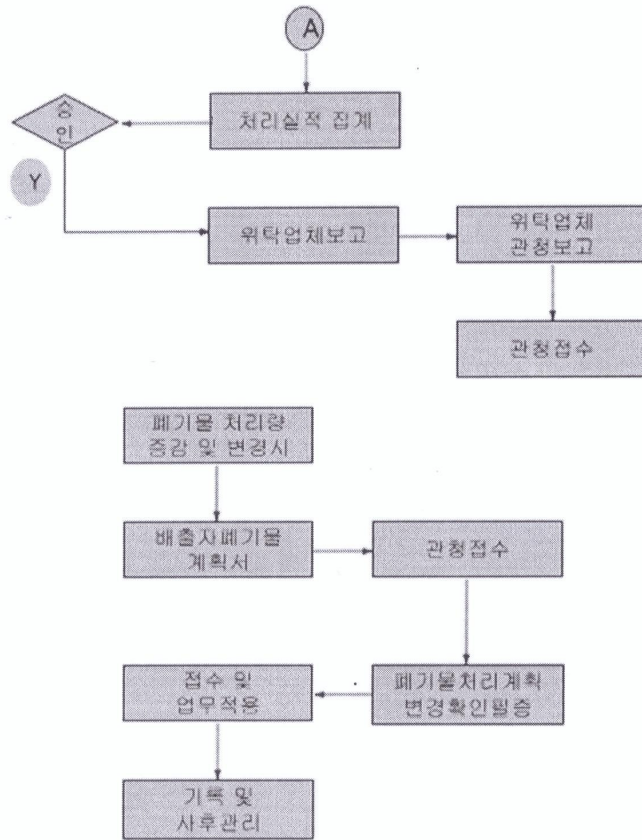 A
처리실적 집계
승
인
Y
위탁업체보고
위탁업체
관청보고
관청접수
폐기물 처리량
증감 및 변경시
배출자폐기물
계획서
관청접수
폐기물처리계획
변경확인필증
접수 및
업무적용
기록 및
사후관리